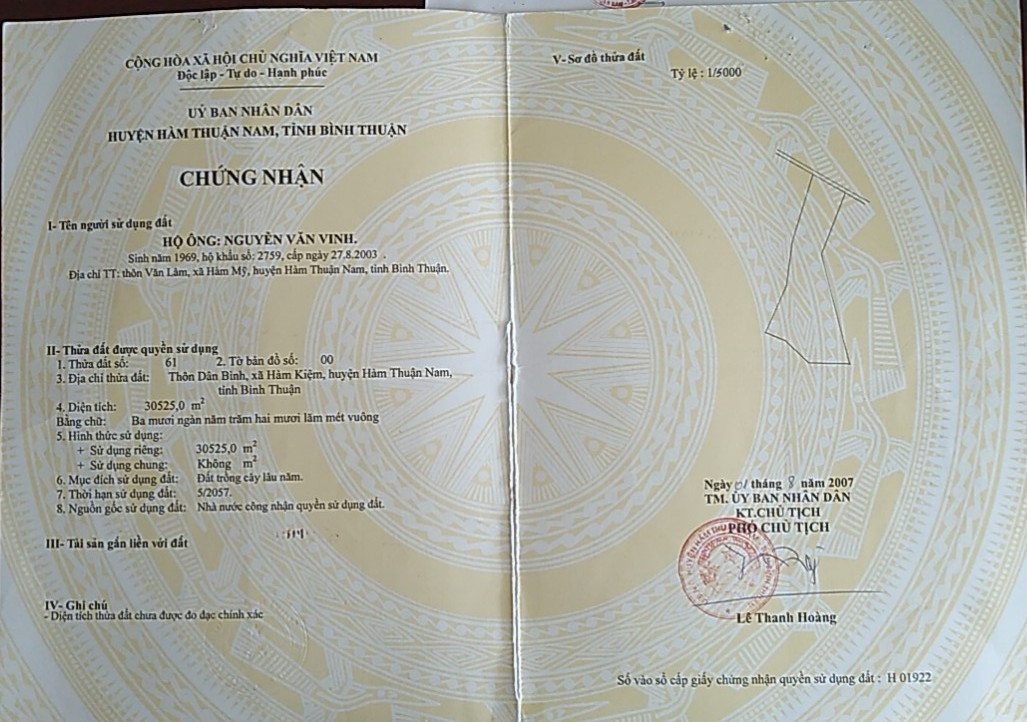 CỘNG HÒA XÃ HỘI CHỦ NGHĨA VIỆT NAM
Độc lập - Tự do - Hạnh phúc
UỶ BAN NHÂN DÂN
HUYỆN HÀM THUẬN NAM, TỈNH BÌNH THUẬN
CHỨNG NHẬN
I- Tên người sử dụng đất
HỘ ÔNG: NGUYỄN VĂN VINH.
Sinh năm 1969, hộ khẩu số: 2759, cấp ngày 27.8.2003 .
Địa chỉ TT: thôn Văn Lâm, xã Hàm Mỹ, huyện Hàm Thuận Nam, tỉnh Bình Thuận.
II- Thửa đất được quyền sử dụng
1. Thửa đất số: 61 2. Tờ bản đồ số: 00
3. Địa chỉ thửa đất: Thôn Dân Bình, xã Hàm Kiệm, huyện Hàm Thuận Nam,
tỉnh Bình Thuận
4. Diện tích: 30525,0 m²
Bằng chữ: Ba mươi ngàn năm trăm hai mươi lăm mét vuông
5. Hình thức sử dụng:
+ Sử dụng riêng: 30525,0 m²
+ Sử dụng chung: Không m²
6. Mục đích sử dụng đất: Đất trồng cây lâu năm.
7. Thời hạn sử dụng đất: 5/2057.
8. Nguồn gốc sử dụng đất: Nhà nước công nhận quyền sử dụng đất.
III- Tài sản gắn liền với đất
IV- Ghi chú
- Diện tích thửa đất chưa được đo đạc chính xác
V- Sơ đồ thửa đất
Tỷ lệ : 1/5000
Ngày 01 tháng 8 năm 2007
TM. ỦY BAN NHÂN DÂN
KT.CHỦ TỊCH
PHÓ CHỦ TỊCH
Lê Thanh Hoàng
Số vào sổ cấp giấy chứng nhận quyền sử dụng đất : H 01922